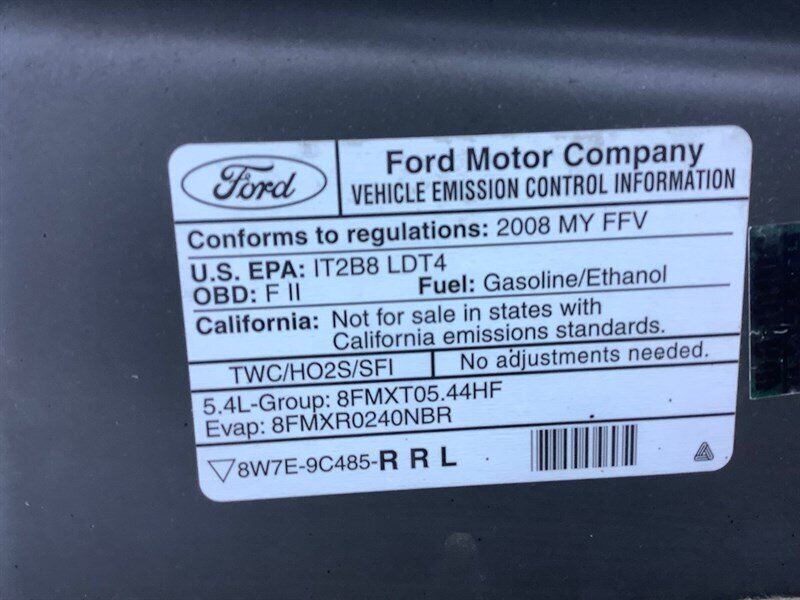 Ford
Ford Motor Company
VEHICLE EMISSION CONTROL INFORMATION
Conforms to regulations: 2008 MY FFV
U.S. EPA: IT2B8 LDT4
OBD: F II
Fuel: Gasoline/Ethanol
California: Not for sale in states with
California emissions standards.
TWC/HO2S/SFI
No adjustments needed.
5.4L-Group: 8FMXT05.44HF
Evap: 8FMXR0240NBR
8W7E-9C485-R R L